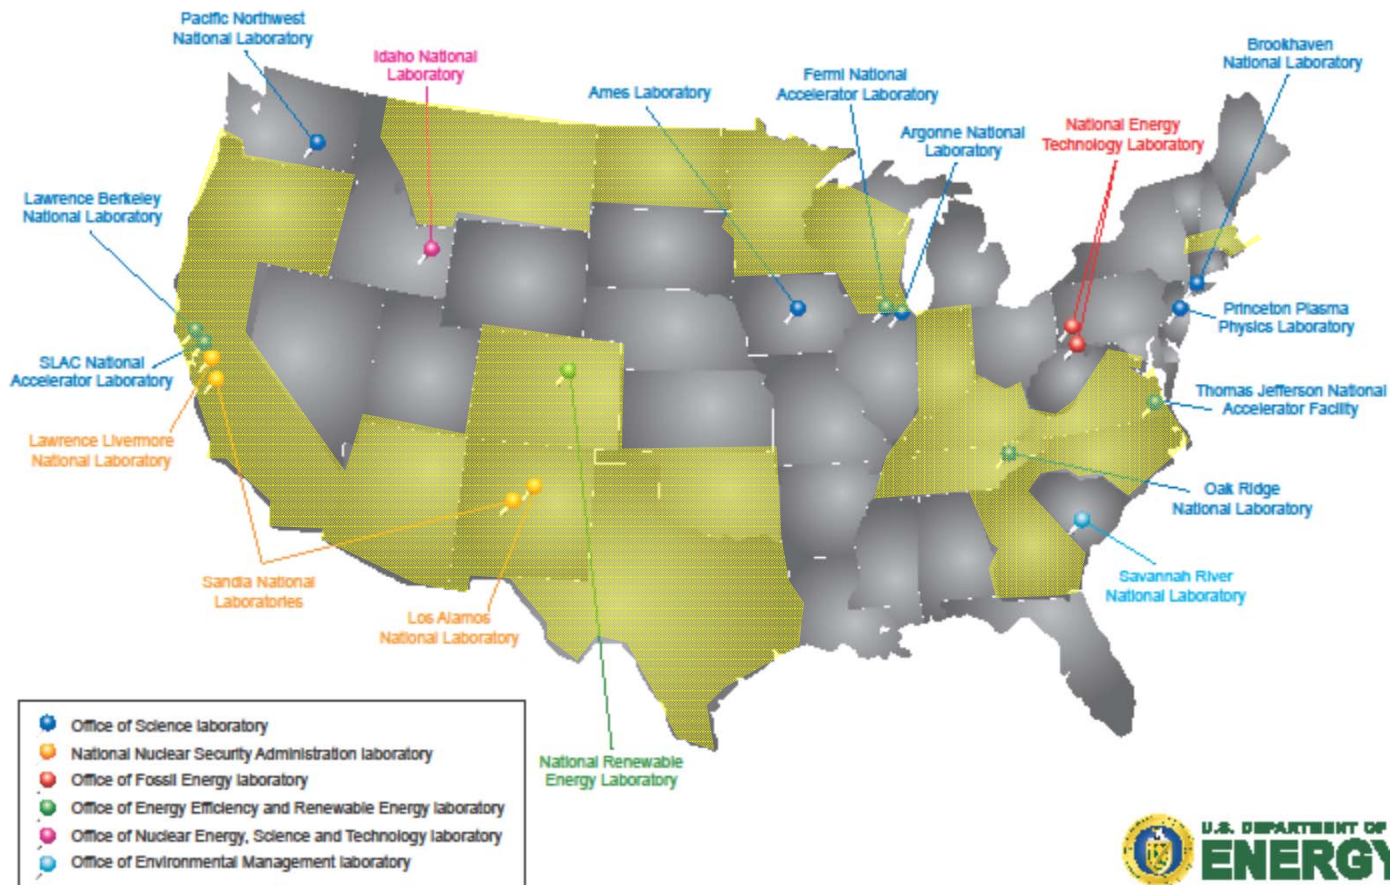 Pacific Northwest
National Laboratory
Idaho National
Laboratory
Ames Laboratory
Fermi National
Accelerator Laboratory
Argonne National
Laboratory
National Energy
Technology Laboratory
Brookhaven
National Laboratory
Lawrence Berkeley
National Laboratory
SLAC National
Accelerator Laboratory
Princeton Plasma
Physics Laboratory
Thomas Jefferson National
Accelerator Facility
Lawrence Livermore
National Laboratory
Oak Ridge
National Laboratory
Sandia National
Laboratories
Los Alamos
National Laboratory
Savannah River
National Laboratory
National Renewable
Energy Laboratory
Office of Science laboratory
National Nuclear Security Administration laboratory
Office of Fossil Energy laboratory
Office of Energy Efficiency and Renewable Energy laboratory
Office of Nuclear Energy, Science and Technology laboratory
Office of Environmental Management laboratory
U.S. DEPARTMENT OF
ENERGY